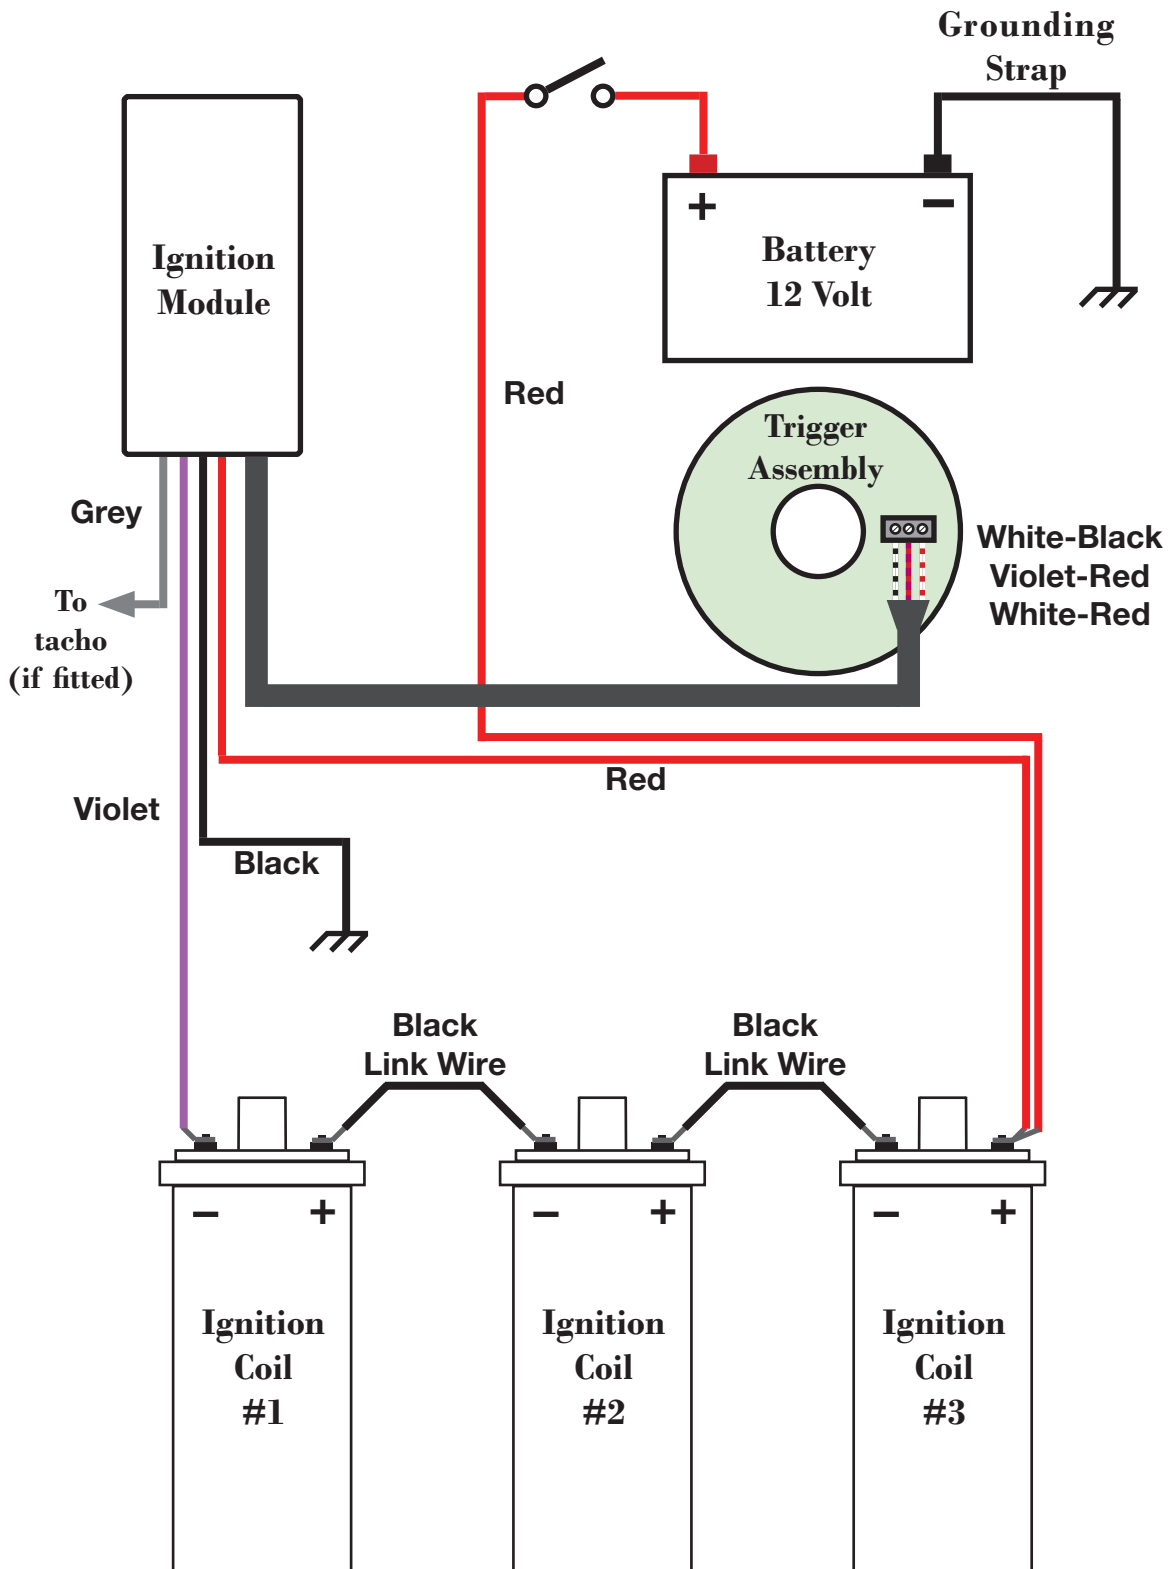 Grounding
Strap
Ignition
Module
+
−
Battery
12 Volt
Red
Trigger
Assembly
Grey
White-Black
Violet-Red
White-Red
To
tacho
(if fitted)
Red
Violet
Black
Black
Link Wire
Black
Link Wire
− +
− +
− +
Ignition
Coil
#1
Ignition
Coil
#2
Ignition
Coil
#3